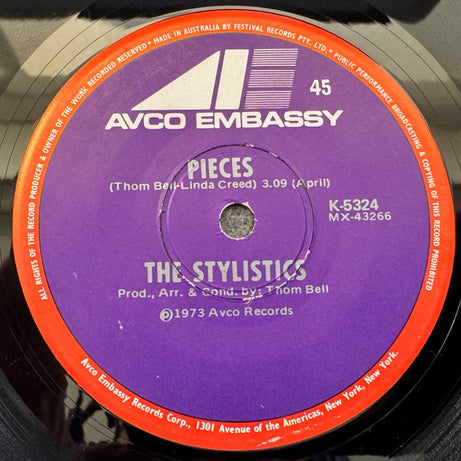 MADE IN AUSTRALIA BY FESTIVAL RECORDS PTY. LTD. • PUBLIC PERFORMANCE BROADCASTING & COPYING OF THIS RECORD PROHIBITED
ALL RIGHTS OF THE RECORD PRODUCER & OWNER OF THE WORK RECORDED RESERVED •
45
AVCO EMBASSY
PIECES
(Thom Bell-Linda Creed) 3.09 (April)
K-5324
MX-43266
THE STYLISTICS
Prod., Arr. & Cond. by: Thom Bell
℗1973 Avco Records
Avco Embassy Records Corp., 1301 Avenue of the Americas, New York, New York.